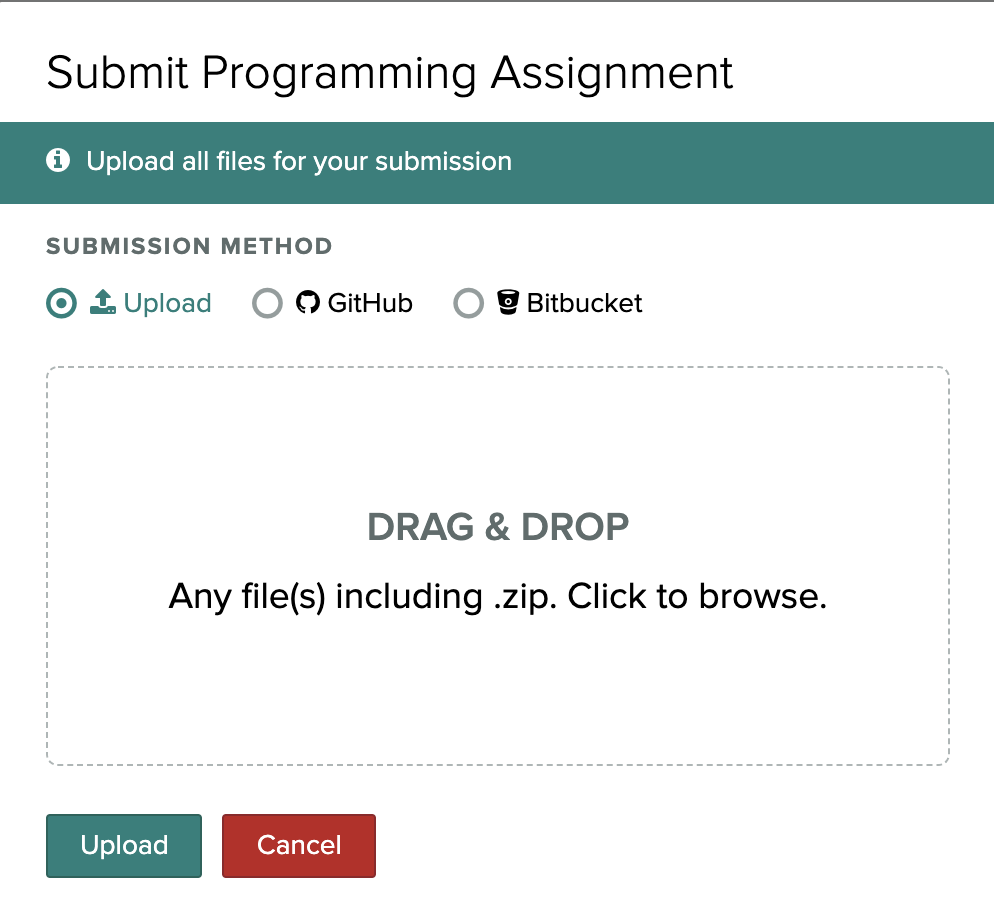 Submit Programming Assignment
Upload all files for your submission
SUBMISSION METHOD
Upload GitHub Bitbucket
DRAG & DROP
Any file(s) including .zip. Click to browse.
Upload Cancel